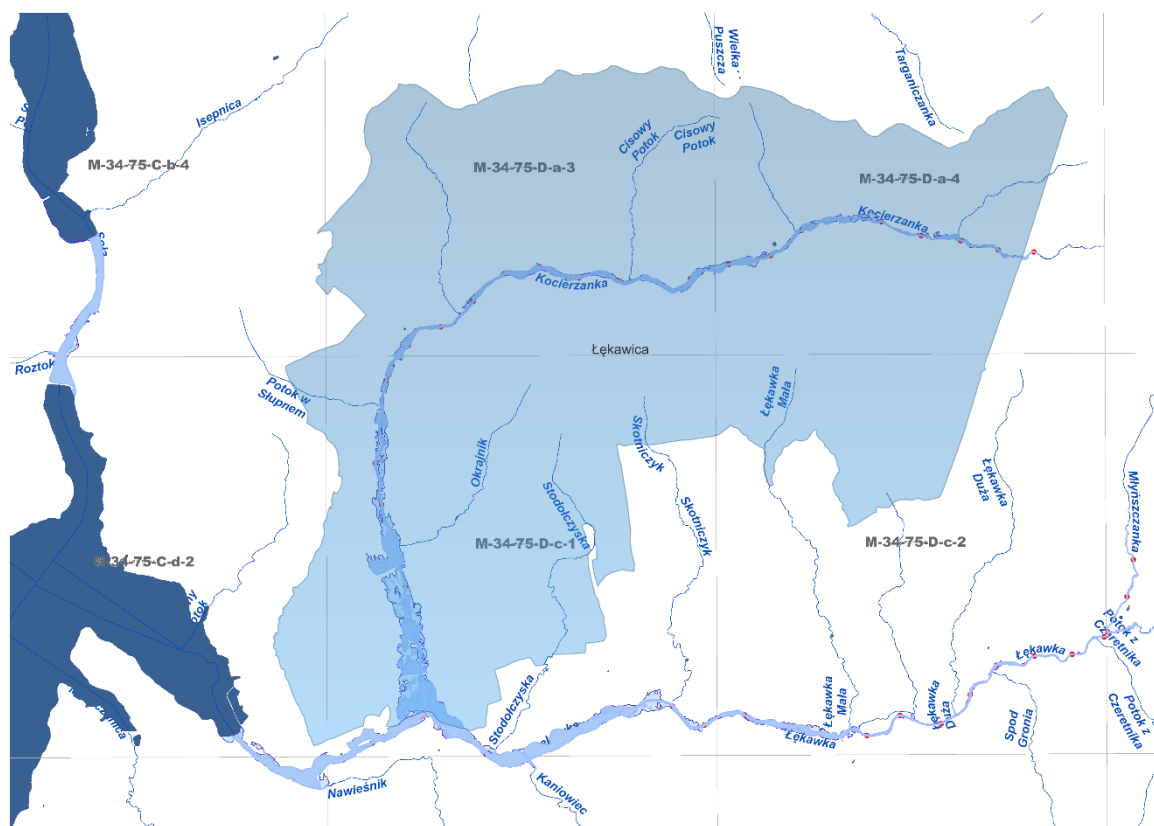 Wielka
Puszcza
Targaniczanka
Isepnica
M-34-75-C-b-4
M-34-75-D-a-3
Cisowy
Potok
Cisowy
Potok
M-34-75-D-a-4
Kocierzanka
Soła
Kocierzanka
Łękawica
Roztok
Potok w
Słupnem
Łękawka
Mała
Okrajnik
Skotniczyk
Stodołczyska
Skotniczyk
Łękawka
Duża
Młynszczanka
M-34-75-D-c-1
M-34-75-D-c-2
M-34-75-C-d-2
Potok z
Czeretnika
Łękawka
Stodołczyska
Łękawka
Mała
Łękawka
Duża
Łękawka
Spod
Gronia
Potok z
Czeretnika
Nawieśnik
Kaniowiec